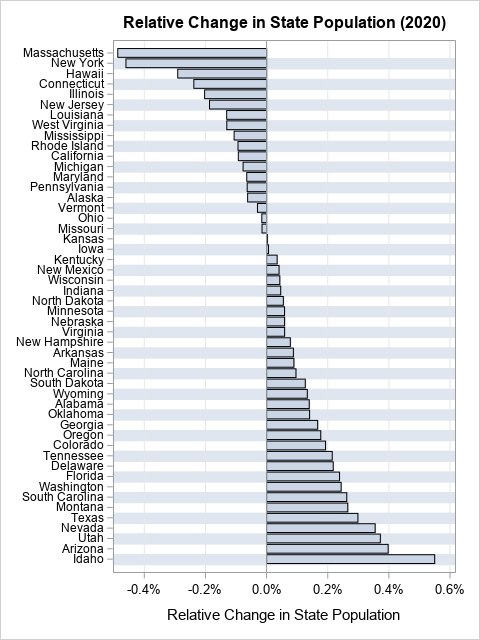 Relative Change in State Population (2020)
Massachusetts
New York
Hawaii
Connecticut
Illinois
New Jersey
Louisiana
West Virginia
Mississippi
Rhode Island
California
Michigan
Maryland
Pennsylvania
Alaska
Vermont
Ohio
Missouri
Kansas
Iowa
Kentucky
New Mexico
Wisconsin
Indiana
North Dakota
Minnesota
Nebraska
Virginia
New Hampshire
Arkansas
Maine
North Carolina
South Dakota
Wyoming
Alabama
Oklahoma
Georgia
Oregon
Colorado
Tennessee
Delaware
Florida
Washington
South Carolina
Montana
Texas
Nevada
Utah
Arizona
Idaho
-0.4% -0.2% 0.0% 0.2% 0.4% 0.6%
Relative Change in State Population